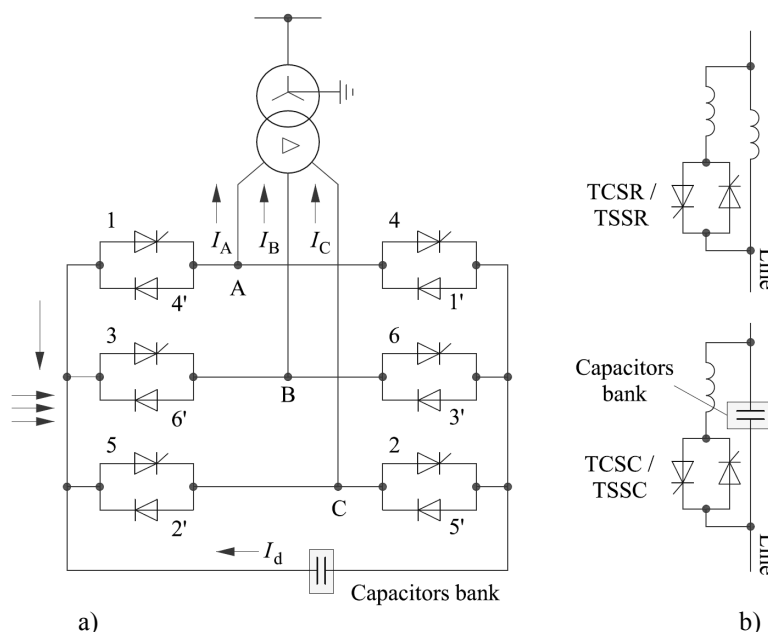 1
4
I_A
I_B
I_C
4'
A
1'
3
6
6'
B
3'
5
2
2'
C
5'
I_d
Capacitors bank
a)
TCSR /
TSSR
Line
Capacitors
bank
TCSC /
TSSC
Line
b)